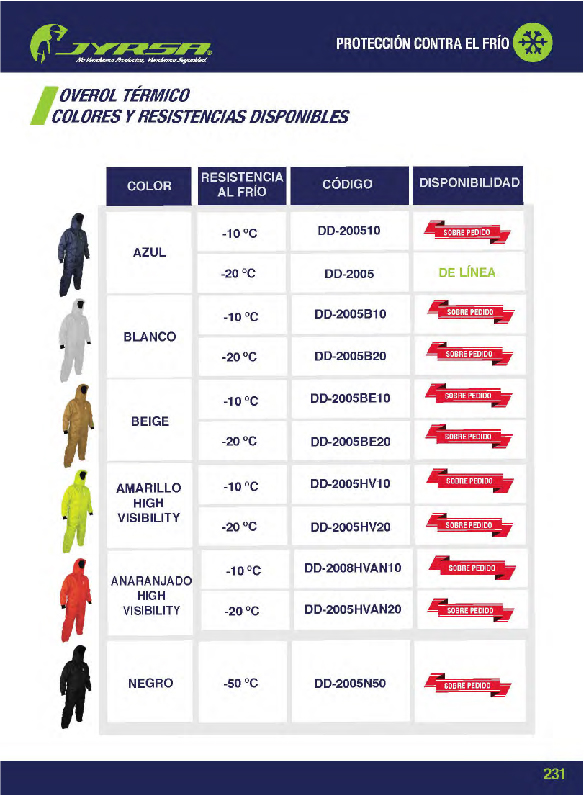 JYRSA®
No Vendemos Productos, Vendemos Seguridad
PROTECCIÓN CONTRA EL FRÍO
OVEROL TÉRMICO
COLORES Y RESISTENCIAS DISPONIBLES
COLOR
RESISTENCIA
AL FRÍO
CÓDIGO
DISPONIBILIDAD
AZUL
-10 °C
DD-200510
SOBRE PEDIDO
-20 °C
DD-2005
DE LÍNEA
BLANCO
-10 °C
DD-2005B10
SOBRE PEDIDO
-20 °C
DD-2005B20
SOBRE PEDIDO
BEIGE
-10 °C
DD-2005BE10
SOBRE PEDIDO
-20 °C
DD-2005BE20
SOBRE PEDIDO
AMARILLO
HIGH
VISIBILITY
-10 °C
DD-2005HV10
SOBRE PEDIDO
-20 °C
DD-2005HV20
SOBRE PEDIDO
ANARANJADO
HIGH
VISIBILITY
-10 °C
DD-2008HVAN10
SOBRE PEDIDO
-20 °C
DD-2005HVAN20
SOBRE PEDIDO
NEGRO
-50 °C
DD-2005N50
SOBRE PEDIDO
231